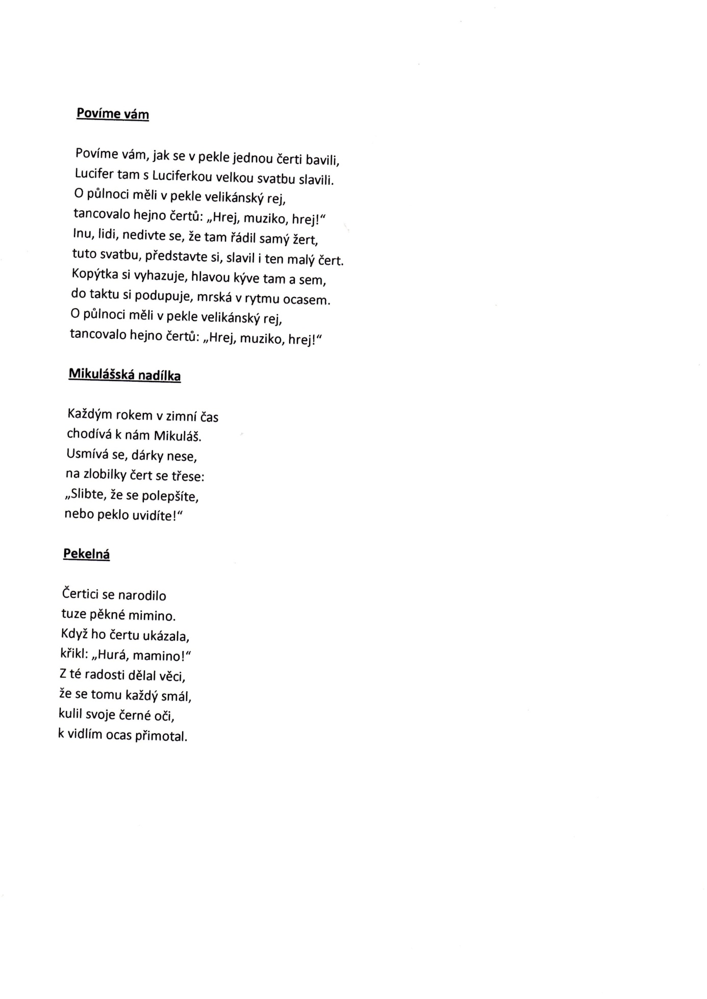 Povíme vám
Povíme vám, jak se v pekle jednou čerti bavili,
Lucifer tam s Luciferkou velkou svatbu slavili.
O půlnoci měli v pekle velikánský rej,
tancovalo hejno čertů: „Hrej, muziko, hrej!“
Inu, lidi, nedivte se, že tam řádil samý žert,
tuto svatbu, představte si, slavil i ten malý čert.
Kopýtka si vyhazuje, hlavou kýve tam a sem,
do taktu si podupuje, mrská v rytmu ocasem.
O půlnoci měli v pekle velikánský rej,
tancovalo hejno čertů: „Hrej, muziko, hrej!“
Mikulášská nadílka
Každým rokem v zimní čas
chodívá k nám Mikuláš.
Usmívá se, dárky nese,
na zlobilky čert se třese:
„Slibte, že se polepšíte,
nebo peklo uvidíte!“
Pekelná
Čertici se narodilo
tuze pěkné mimino.
Když ho čertu ukázala,
křikl: „Hurá, mamino!“
Z té radosti dělal věci,
že se tomu každý smál,
kulil svoje černé oči,
k vidlím ocas přimotal.